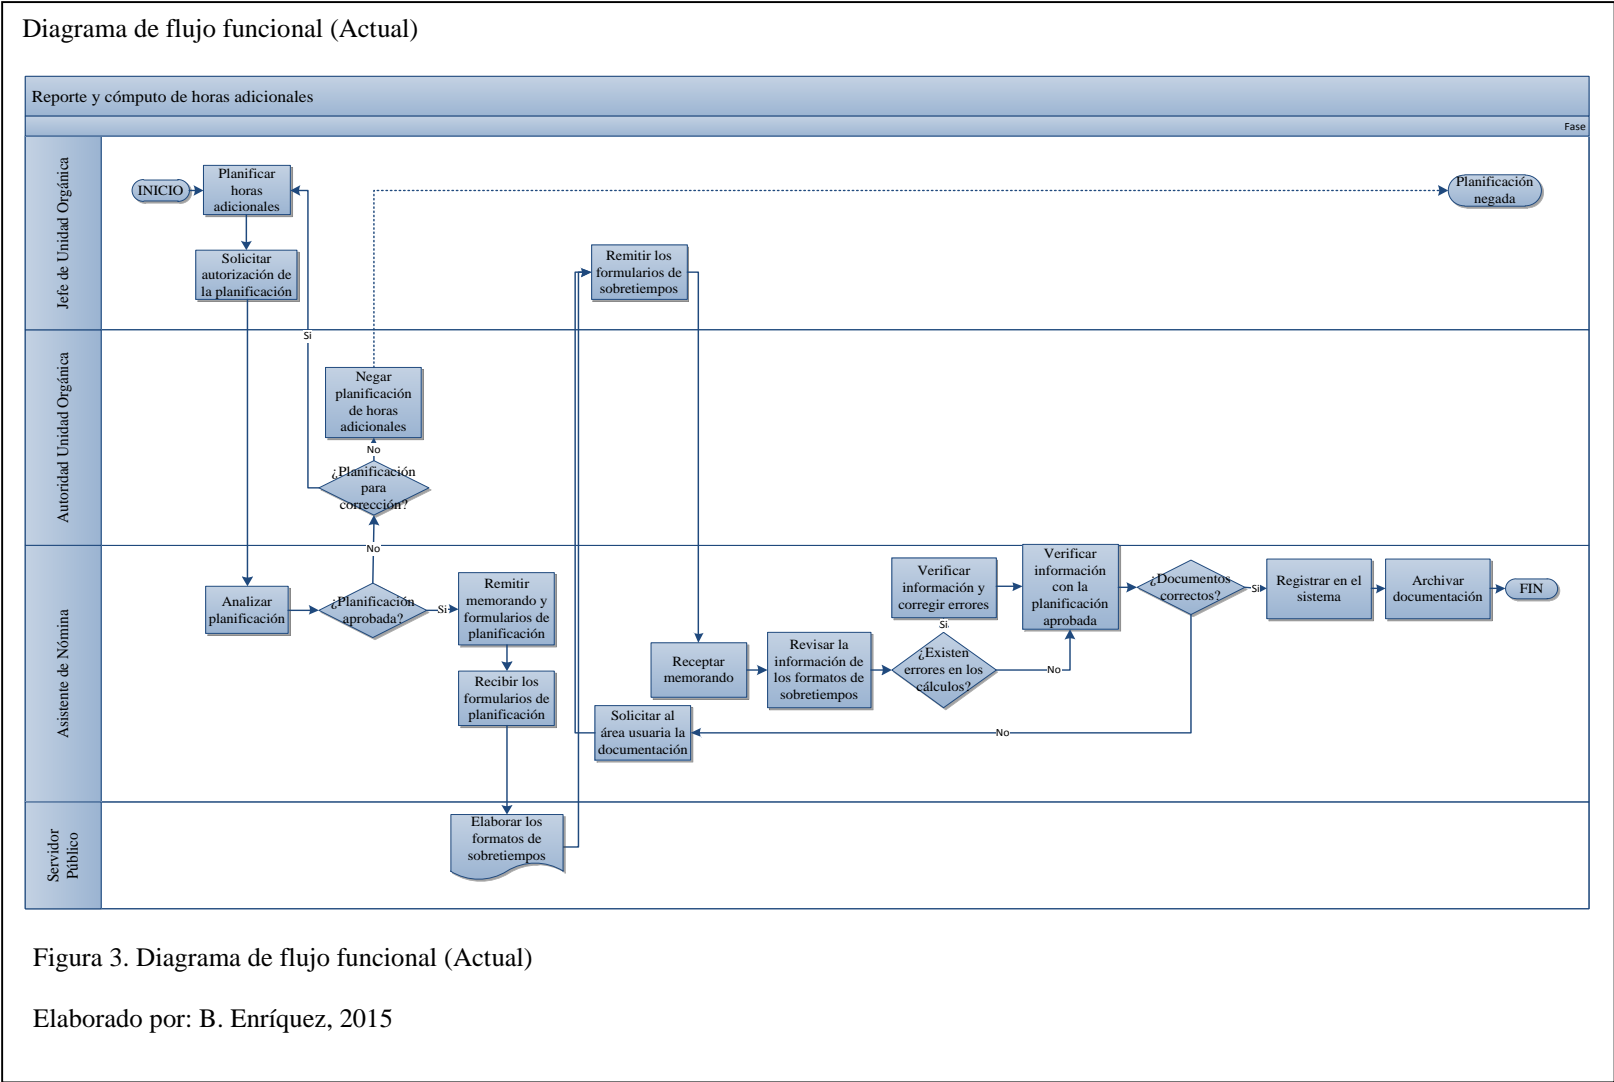 Diagrama de flujo funcional (Actual)
Reporte y cómputo de horas adicionales
Fase
Jefe de Unidad Orgánica
INICIO
Planificar
horas
adicionales
Solicitar
autorización de
la planificación
Remitir los
formularios de
sobretiempos
Planificación
negada
Si
Autoridad Unidad Orgánica
Negar
planificación
de horas
adicionales
No
¿Planificación
para
corrección?
No
Asistente de Nómina
Analizar
planificación
¿Planificación
aprobada?
Si
Remitir
memorando y
formularios de
planificación
Recibir los
formularios de
planificación
Receptar
memorando
Revisar la
información de
los formatos de
sobretiempos
¿Existen
errores en los
cálculos?
Si
No
Verificar
información y
corregir errores
Verificar
información
con la
planificación
aprobada
¿Documentos
correctos?
Si
Registrar en el
sistema
Archivar
documentación
FIN
No
Solicitar al
área usuaria la
documentación
Servidor
Público
Elaborar los
formatos de
sobretiempos
Figura 3. Diagrama de flujo funcional (Actual)
Elaborado por: B. Enríquez, 2015